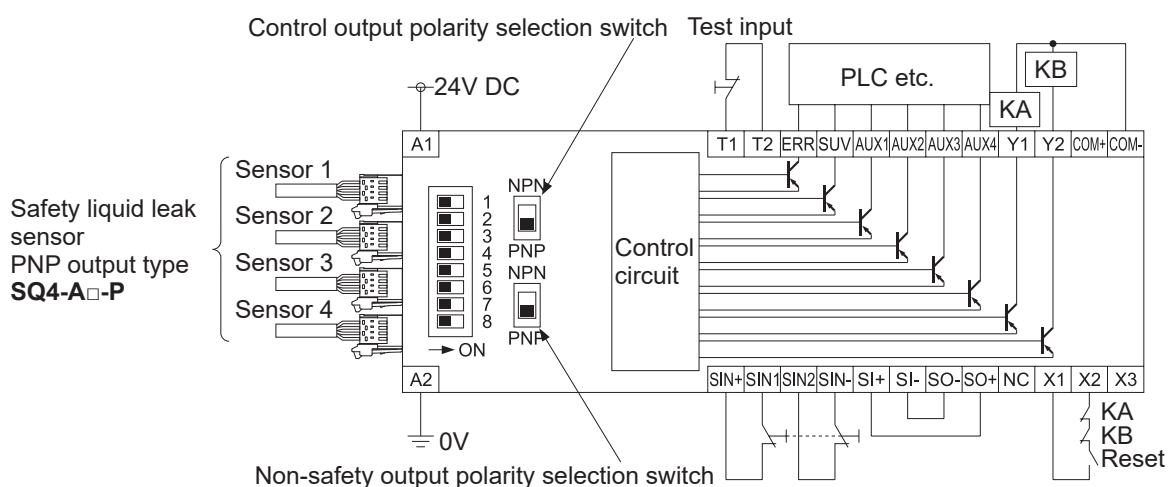 Control output polarity selection switch
Test input
24V DC
PLC etc.
KA
KB
A1
T1 T2 ERR SUV AUX1 AUX2 AUX3 AUX4 Y1 Y2 COM+ COM-
Safety liquid leak
sensor
PNP output type
SQ4-A□-P
Sensor 1
Sensor 2
Sensor 3
Sensor 4
1
2
3
4
5
6
7
8
ON
NPN
PNP
NPN
PNP
Control
circuit
A2
SIN+ SIN1 SIN2 SIN- SI+ SI- SO- SO+ NC X1 X2 X3
0V
KA
KB
Reset
Non-safety output polarity selection switch